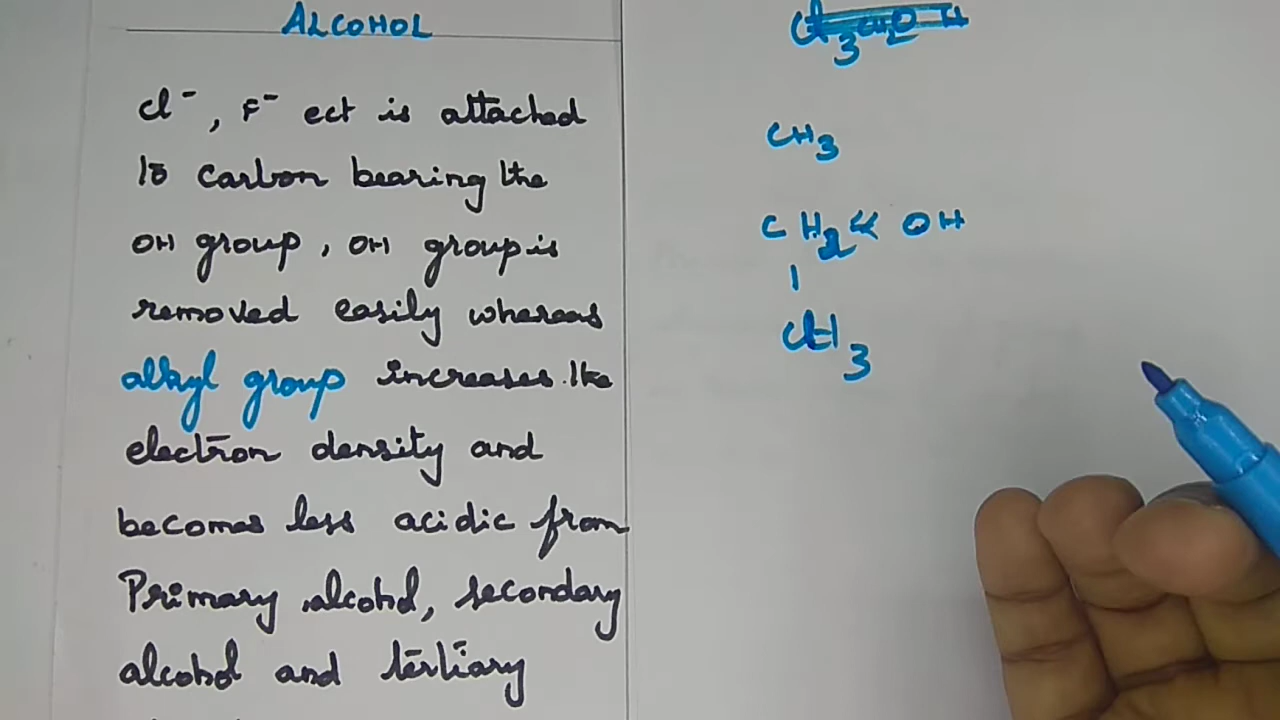 ALCOHOL
Cl⁻, F⁻ ect is attached
to carbon bearing the
OH group, OH group is
removed easily whereas
alkyl group increases the
electron density and
becomes less acidic from
Primary alcohol, secondary
alcohol and tertiary
CH3
CH2 « OH
|
CH3